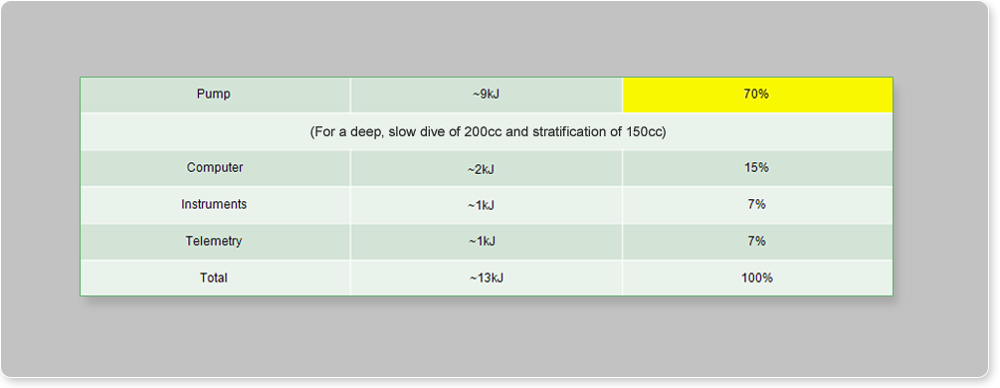 Pump ~9kJ 70%
(For a deep, slow dive of 200cc and stratification of 150cc)
Computer ~2kJ 15%
Instruments ~1kJ 7%
Telemetry ~1kJ 7%
Total ~13kJ 100%